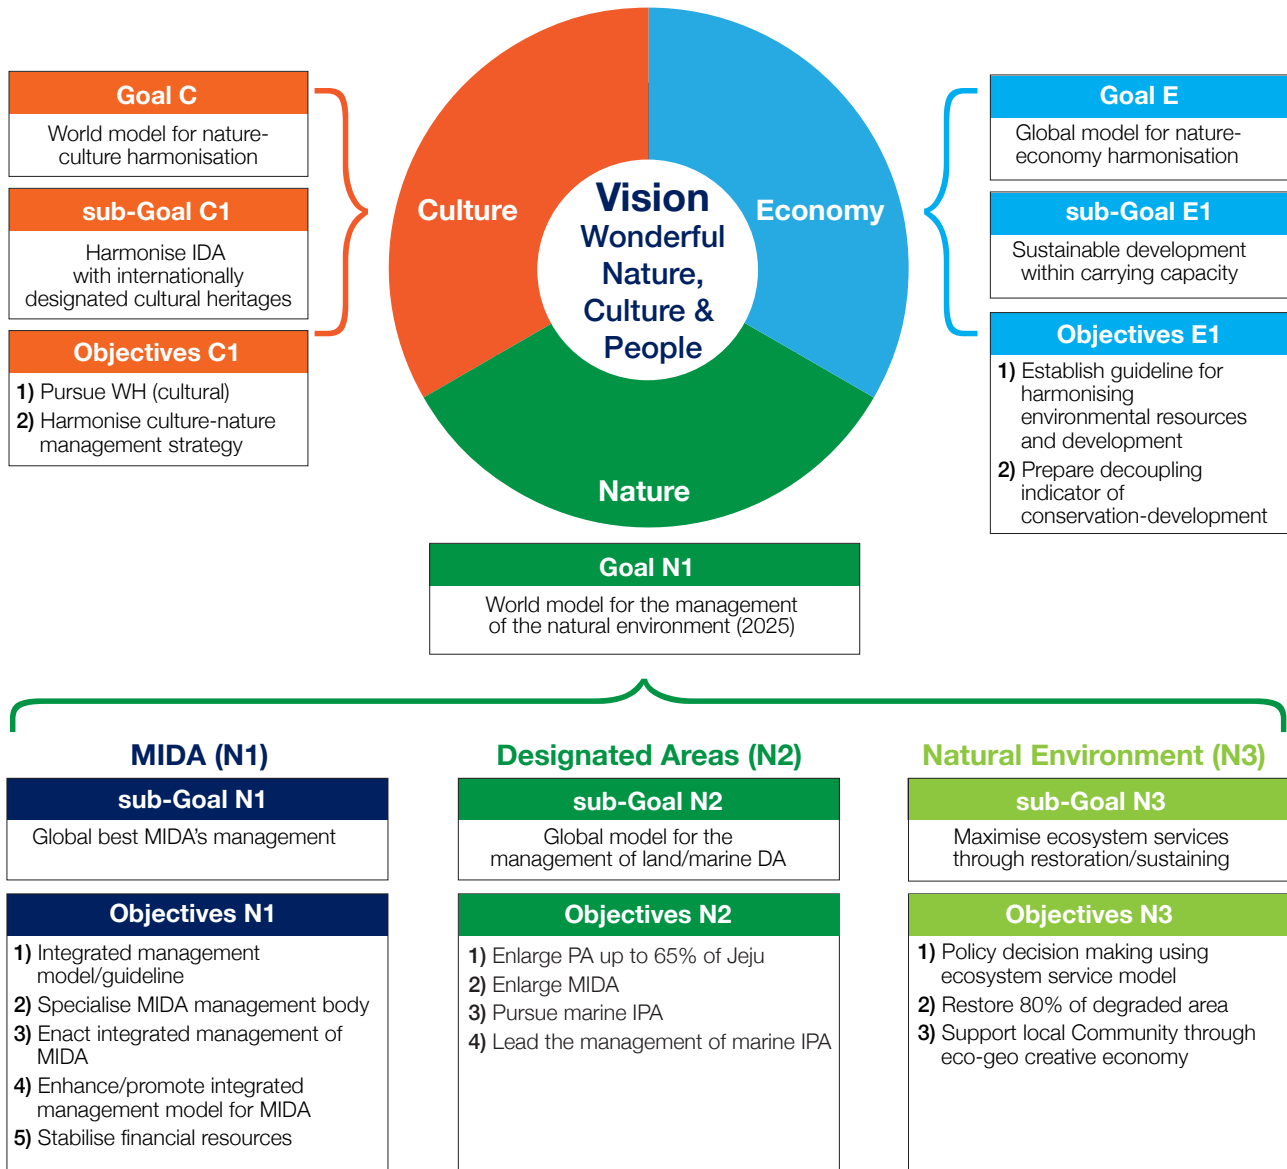 Goal C
World model for nature-
culture harmonisation
sub-Goal C1
Harmonise IDA
with internationally
designated cultural heritages
Objectives C1
1) Pursue WH (cultural)
2) Harmonise culture-nature
management strategy
Culture
Vision
Wonderful
Nature,
Culture &
People
Economy
Nature
Goal E
Global model for nature-
economy harmonisation
sub-Goal E1
Sustainable development
within carrying capacity
Objectives E1
1) Establish guideline for
harmonising
environmental resources
and development
2) Prepare decoupling
indicator of
conservation-development
Goal N1
World model for the management
of the natural environment (2025)
MIDA (N1)
sub-Goal N1
Global best MIDA's management
Objectives N1
1) Integrated management
model/guideline
2) Specialise MIDA management body
3) Enact integrated management of
MIDA
4) Enhance/promote integrated
management model for MIDA
5) Stabilise financial resources
Designated Areas (N2)
sub-Goal N2
Global model for the
management of land/marine DA
Objectives N2
1) Enlarge PA up to 65% of Jeju
2) Enlarge MIDA
3) Pursue marine IPA
4) Lead the management of marine IPA
Natural Environment (N3)
sub-Goal N3
Maximise ecosystem services
through restoration/sustaining
Objectives N3
1) Policy decision making using
ecosystem service model
2) Restore 80% of degraded area
3) Support local Community through
eco-geo creative economy